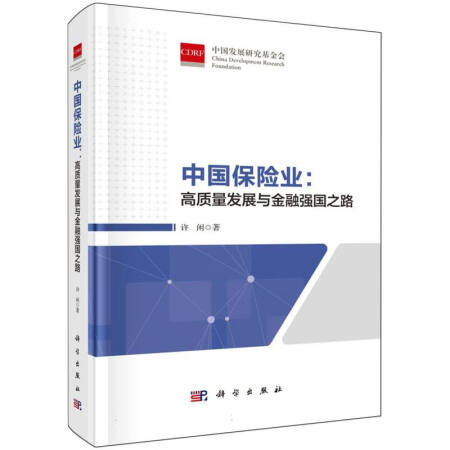 CDRF
中国发展研究基金会
China Development Research
Foundation
中国保险业:
高质量发展与金融强国之路
许 闲◎著
SP
科学出版社
中国保险业:高质量发展与金融强国之路
许 闲◎著
科学出版社